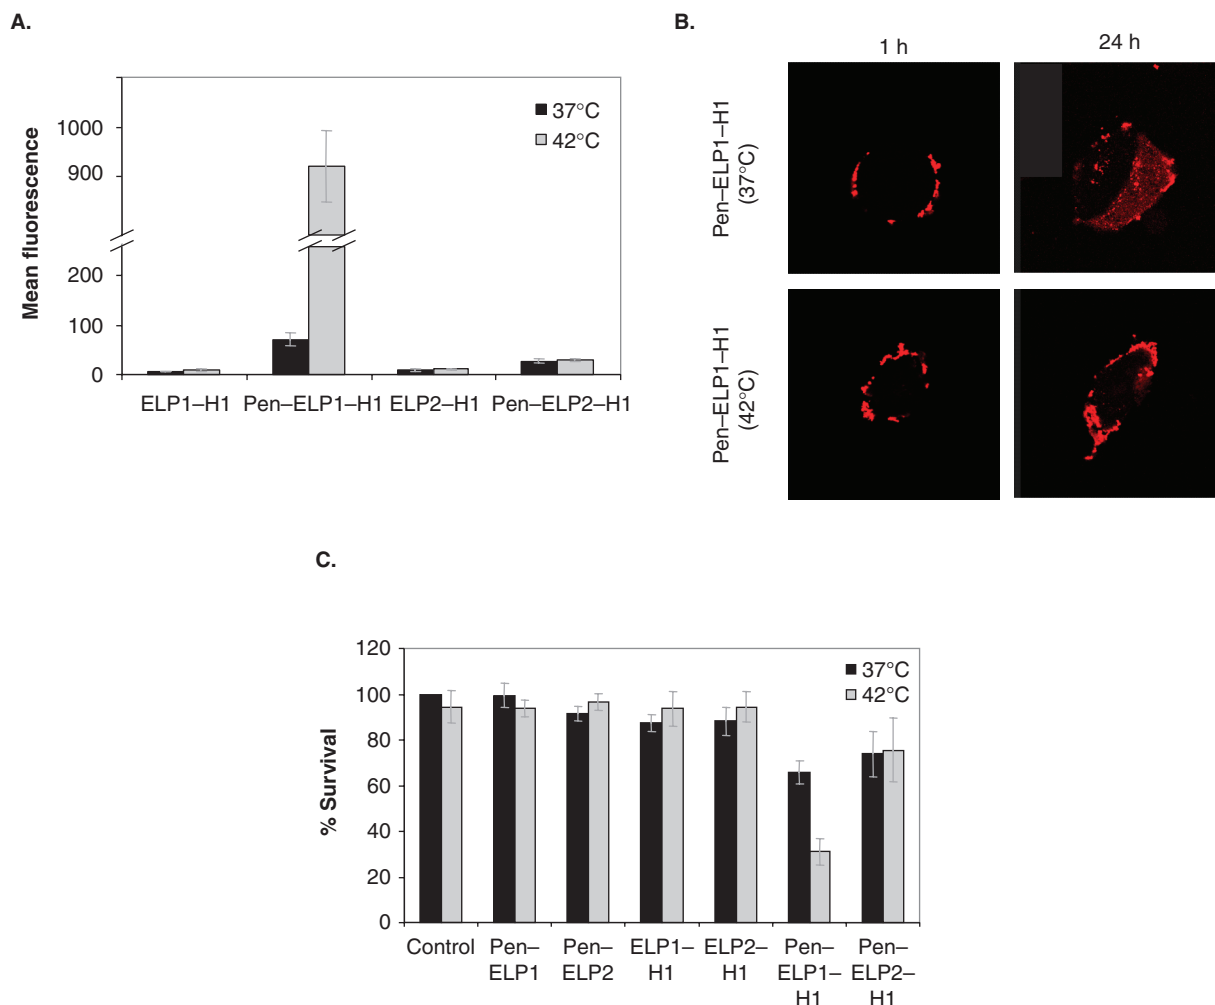 A.
Mean fluorescence
1000
900
200
100
0
37°C
42°C
ELP1–H1 Pen–ELP1–H1 ELP2–H1 Pen–ELP2–H1
B.
1 h 24 h
Pen–ELP1–H1
(37°C)
Pen–ELP1–H1
(42°C)
C.
% Survival
120
100
80
60
40
20
0
37°C
42°C
Control Pen– Pen– ELP1– ELP2– Pen– Pen–
ELP1 ELP2 H1 H1 ELP1– ELP2–
H1 H1